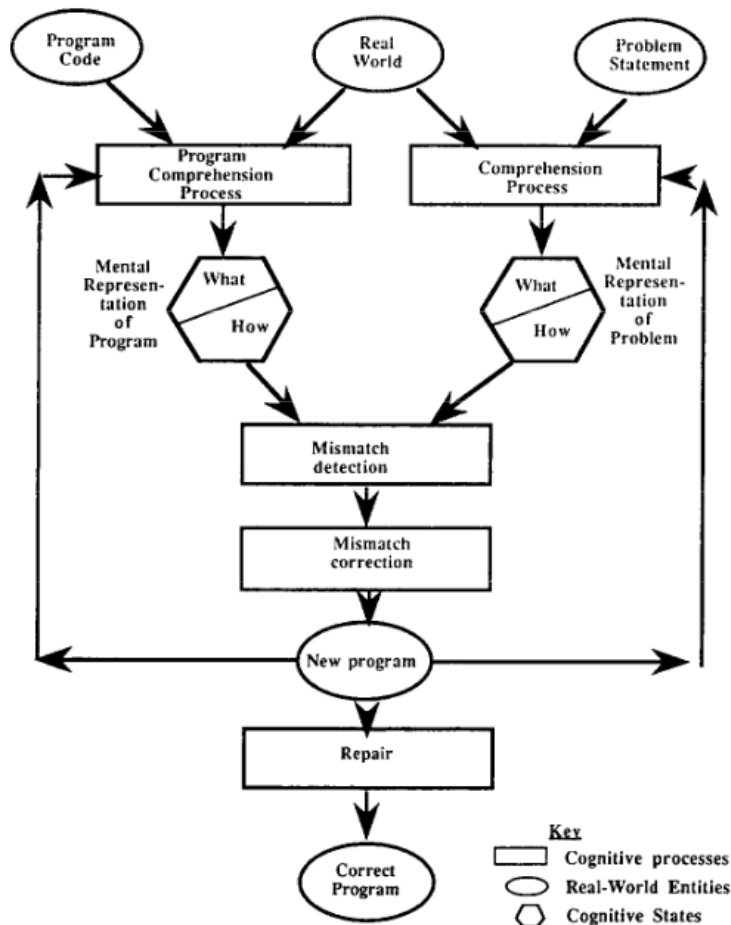 Program
Code
Real
World
Problem
Statement
Program
Comprehension
Process
Comprehension
Process
Mental
Represen-
tation
of
Program
What
How
What
How
Mental
Represen-
tation
of
Problem
Mismatch
detection
Mismatch
correction
New program
Repair
Correct
Program
Key
Cognitive processes
Real-World Entities
Cognitive States